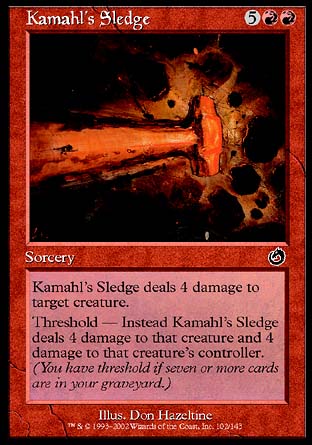 Kamahl's Sledge 5
Sorcery
Kamahl's Sledge deals 4 damage to
target creature.
Threshold — Instead Kamahl's Sledge
deals 4 damage to that creature and 4
damage to that creature's controller.
(You have threshold if seven or more cards
are in your graveyard.)
Illus. Don Hazeltine
™ & © 1993–2002 Wizards of the Coast, Inc. 102/143